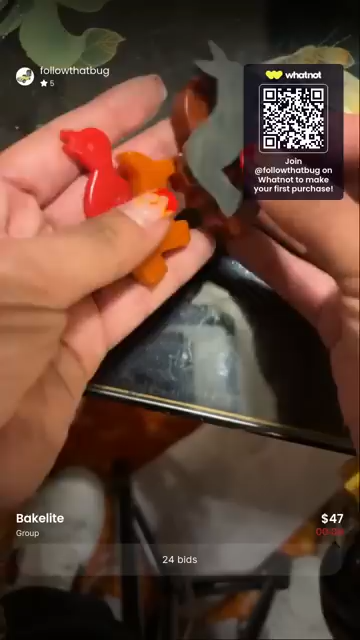 followthatbug
★ 5
whatnot
Join
@followthatbug on
Whatnot to make
your first purchase!
Bakelite
$47
Group
24 bids